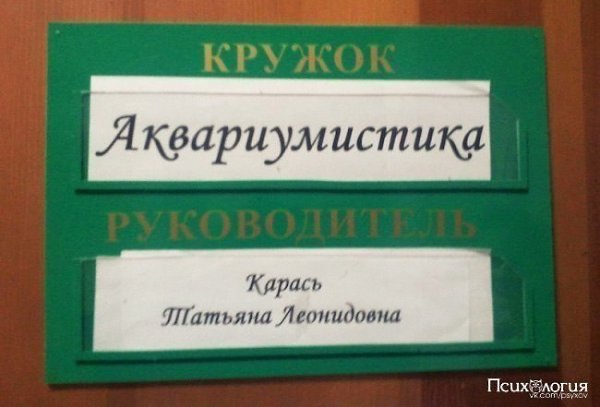 КРУЖОК
Аквариумистика
РУКОВОДИТЕЛЬ
Карась
Татьяна Леонидовна
Психология
vk.com/psyxov